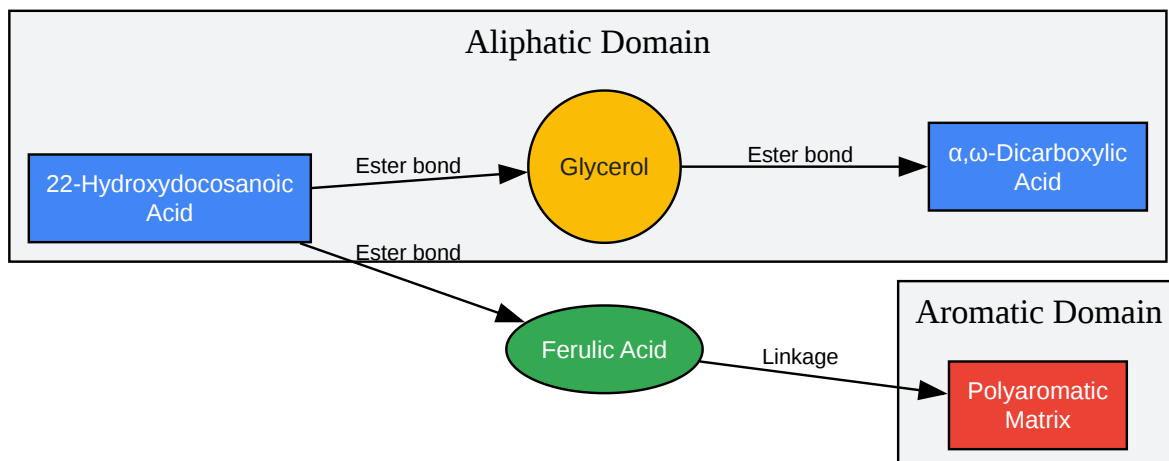 Aliphatic Domain
22-Hydroxydocosanoic
Acid
Ester bond
Glycerol
Ester bond
α,ω-Dicarboxylic
Acid
Ester bond
Ferulic Acid
Linkage
Aromatic Domain
Polyaromatic
Matrix